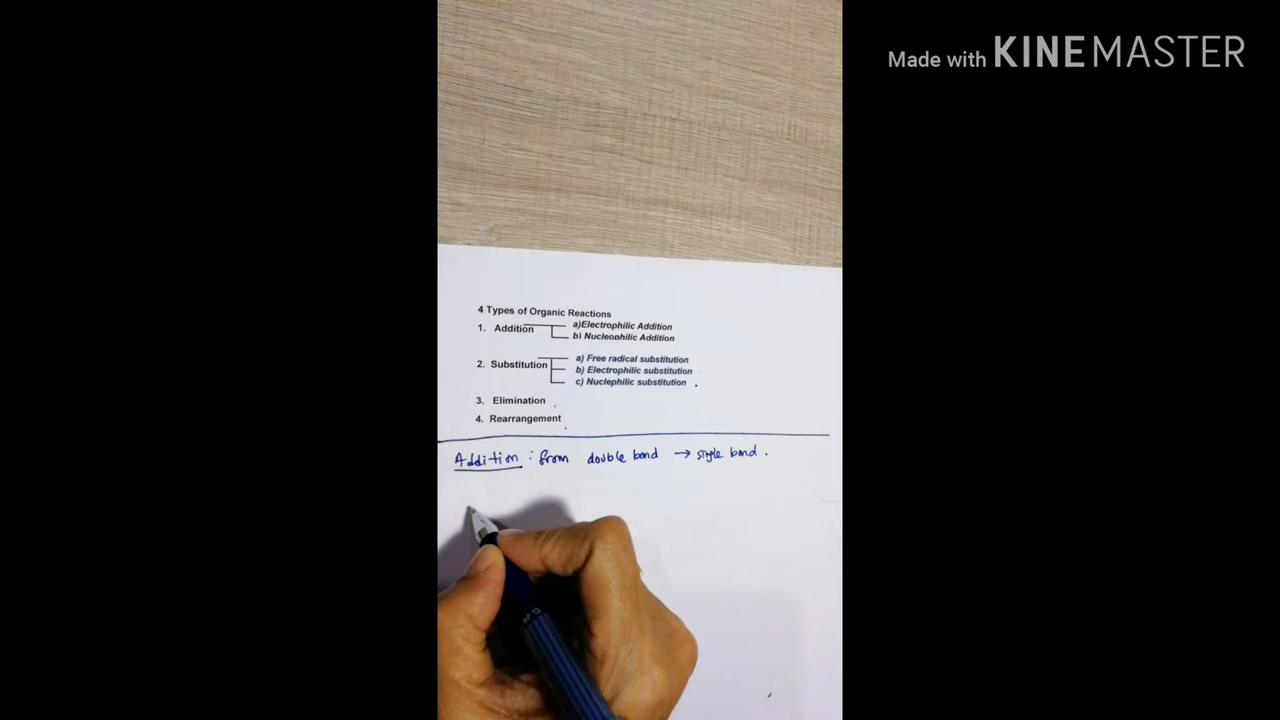 Made with KINEMASTER
4 Types of Organic Reactions
1. Addition
a)Electrophilic Addition
b) Nucleophilic Addition
2. Substitution
a) Free radical substitution
b) Electrophilic substitution
c) Nuclephilic substitution
3. Elimination
4. Rearrangement
Addition : from double bond → single bond.